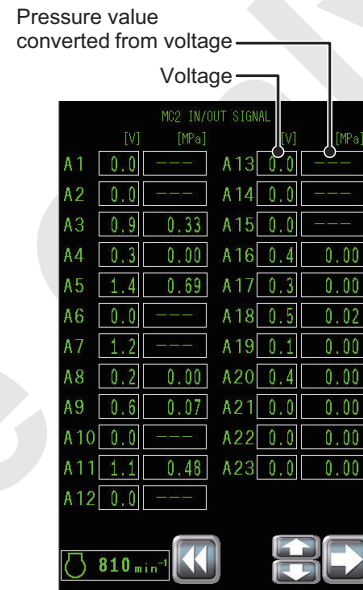 Pressure value
converted from voltage
Voltage
MC2 IN/OUT SIGNAL
[V] [MPa] [V] [MPa]
A1 0.0 --- A13 0.0 ---
A2 0.0 --- A14 0.0 ---
A3 0.9 0.33 A15 0.0 ---
A4 0.3 0.00 A16 0.4 0.00
A5 1.4 0.69 A17 0.3 0.00
A6 0.0 --- A18 0.5 0.02
A7 1.2 --- A19 0.1 0.00
A8 0.2 0.00 A20 0.4 0.00
A9 0.6 0.07 A21 0.0 0.00
A10 0.0 --- A22 0.0 0.00
A11 1.1 0.48 A23 0.0 0.00
A12 0.0 ---
810 min⁻¹